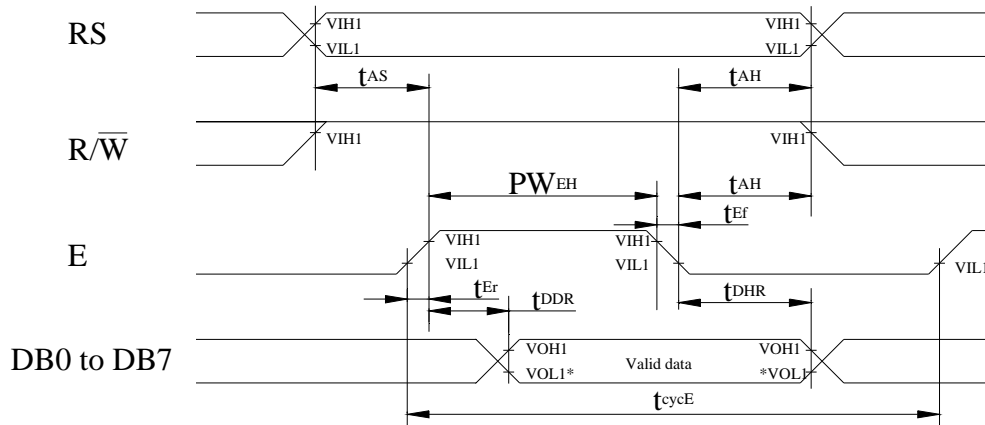 RS
VIH1
VIL1
VIH1
VIL1
tAS
tAH
R/W̅
VIH1
VIH1
PWEH
tAH
tEf
E
VIH1
VIL1
VIH1
VIL1
VIL1
tEr
tDDR
tDHR
DB0 to DB7
VOH1
VOL1*
Valid data
VOH1
*VOL1
tcycE